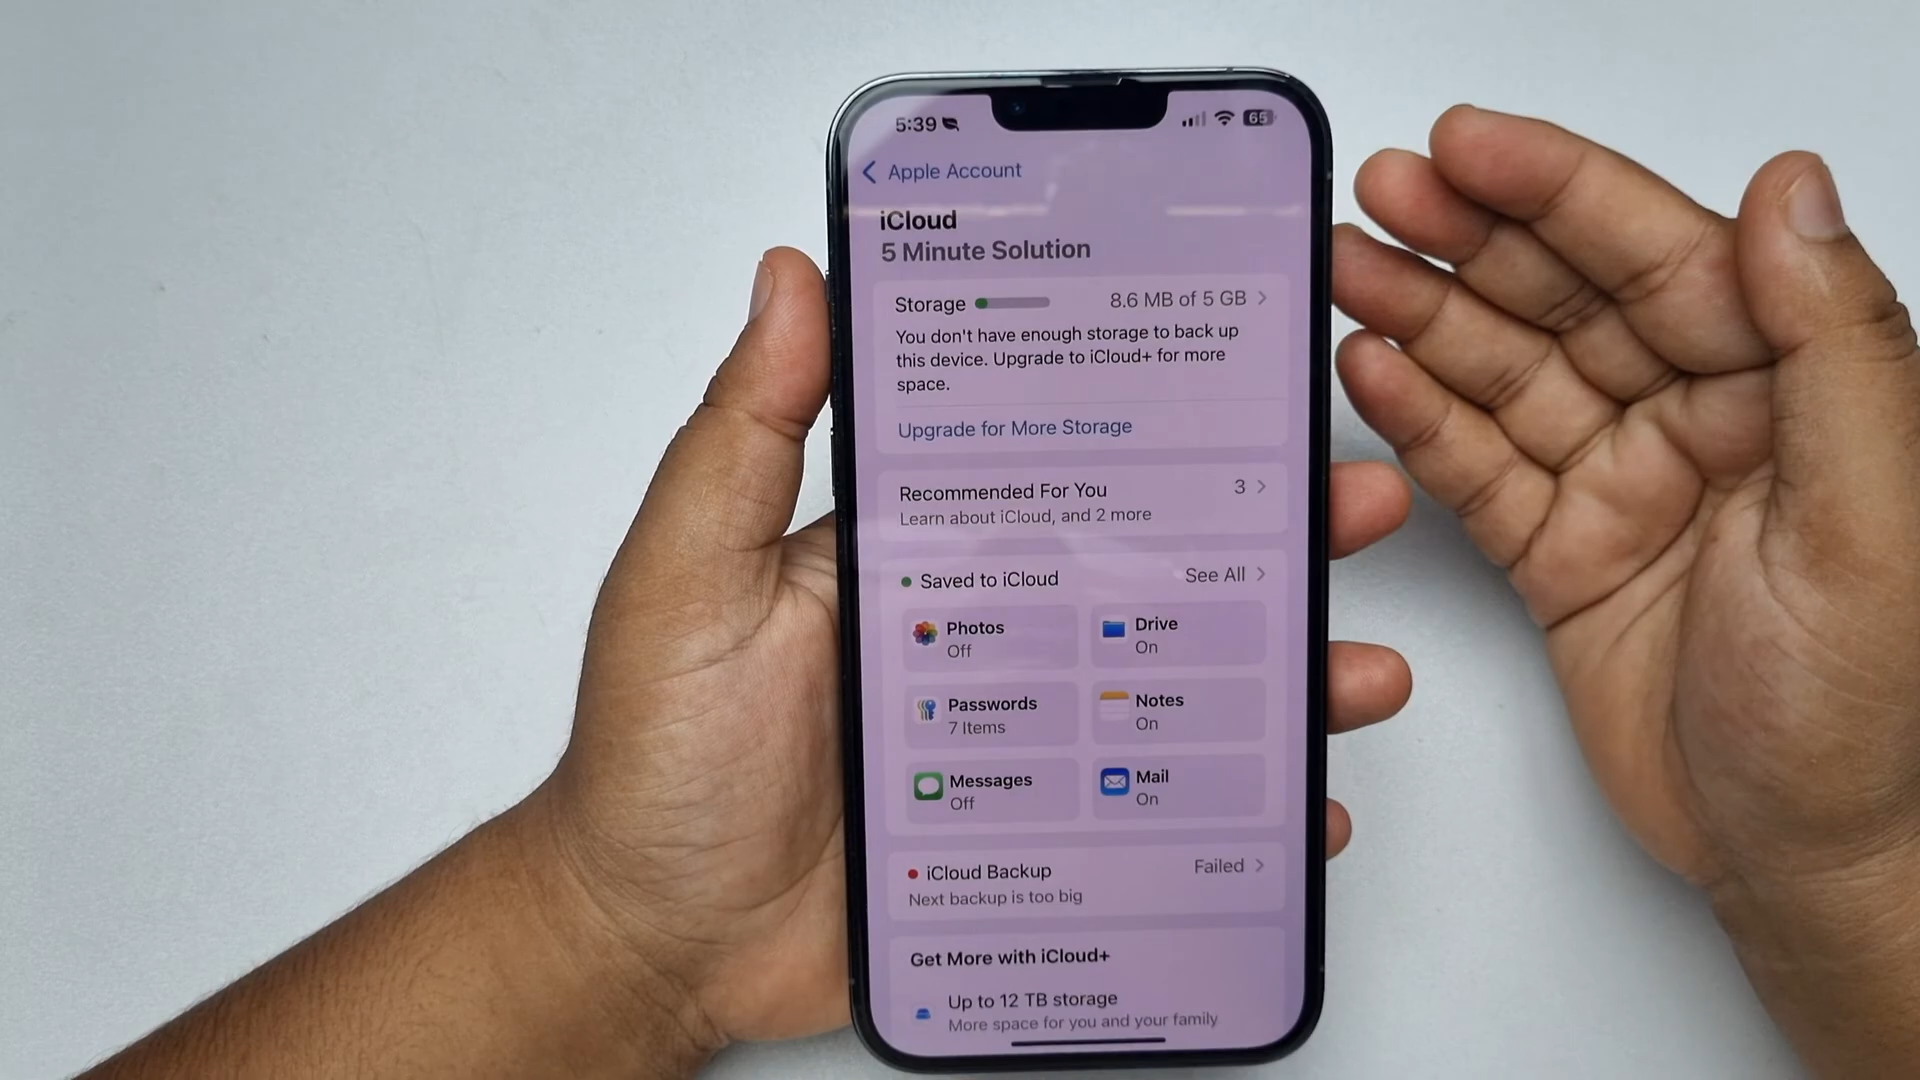 5:39
65
Apple Account
iCloud
5 Minute Solution
Storage 8.6 MB of 5 GB
You don't have enough storage to back up
this device. Upgrade to iCloud+ for more
space.
Upgrade for More Storage
Recommended For You 3
Learn about iCloud, and 2 more
Saved to iCloud See All
Photos
Off
Drive
On
Passwords
7 Items
Notes
On
Messages
Off
Mail
On
iCloud Backup Failed
Next backup is too big
Get More with iCloud+
Up to 12 TB storage
More space for you and your family